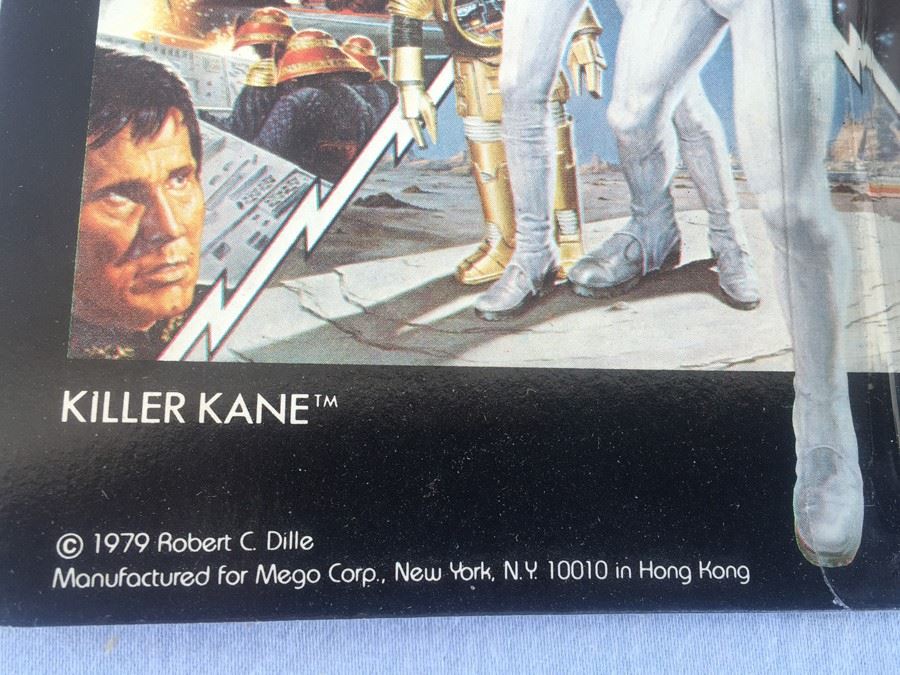 KILLER KANE™
© 1979 Robert C. Dille
Manufactured for Mego Corp., New York, N.Y. 10010 in Hong Kong